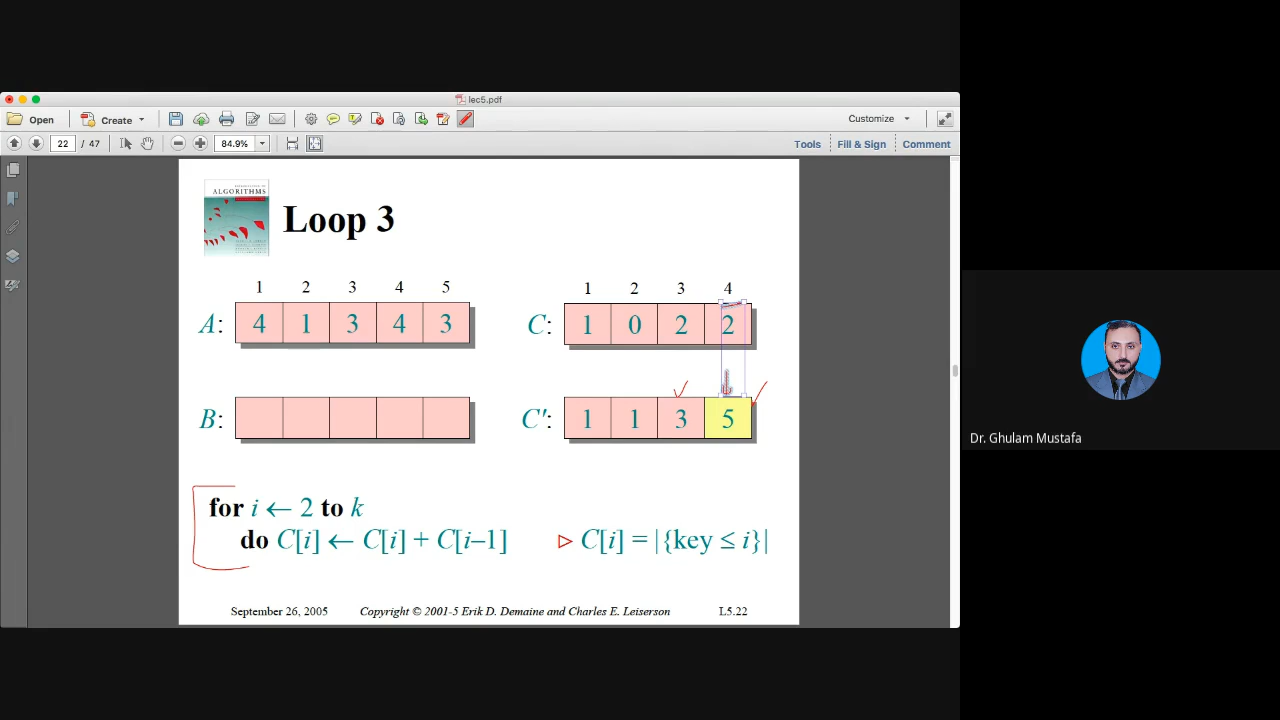 lec5.pdf
Open Create Customize
22 / 47 84.9% Tools Fill & Sign Comment
ALGORITHMS
Loop 3
1 2 3 4 5
A: 4 1 3 4 3
1 2 3 4
C: 1 0 2 2
B:
C': 1 1 3 5
for i ← 2 to k
do C[i] ← C[i] + C[i–1] ▷ C[i] = |{key ≤ i}|
September 26, 2005 Copyright © 2001-5 Erik D. Demaine and Charles E. Leiserson L5.22
Dr. Ghulam Mustafa